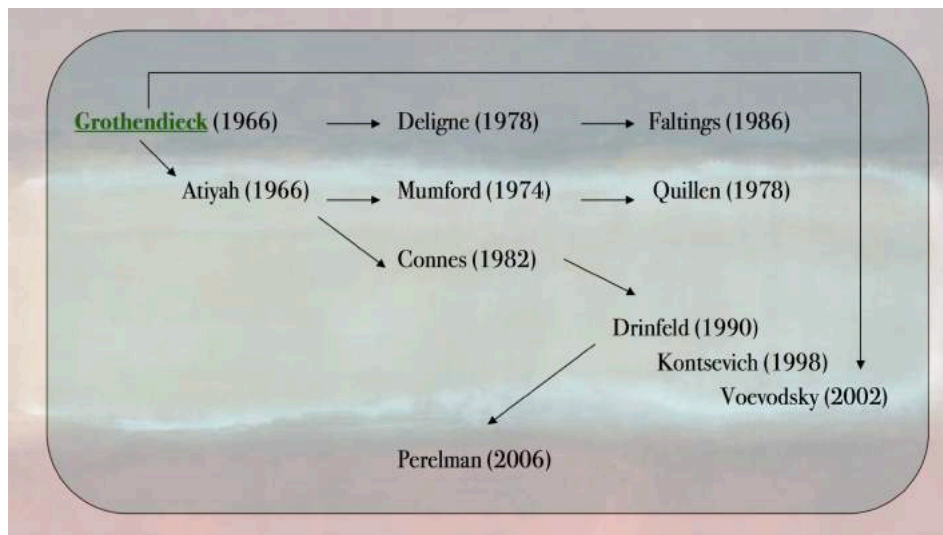 Grothendieck (1966) Deligne (1978) Faltings (1986)
Atiyah (1966) Mumford (1974) Quillen (1978)
Connes (1982)
Drinfeld (1990)
Kontsevich (1998)
Voevodsky (2002)
Perelman (2006)